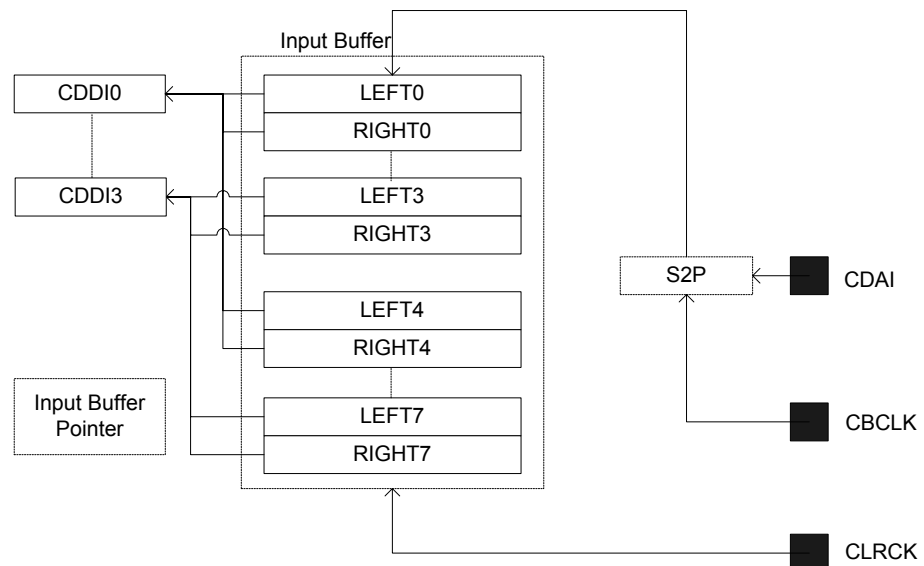 Input Buffer
CDDI0
LEFT0
RIGHT0
CDDI3
LEFT3
RIGHT3
S2P
CDAI
LEFT4
RIGHT4
Input Buffer
Pointer
LEFT7
RIGHT7
CBCLK
CLRCK